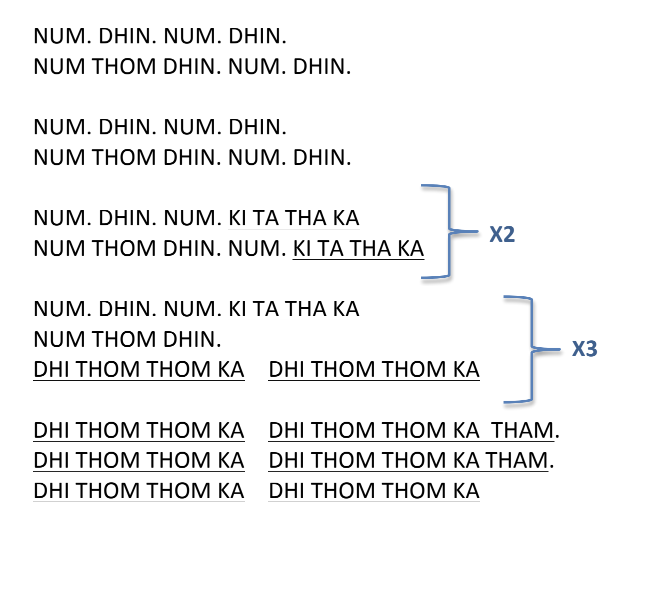 NUM. DHIN. NUM. DHIN.
NUM THOM DHIN. NUM. DHIN.
NUM. DHIN. NUM. DHIN.
NUM THOM DHIN. NUM. DHIN.
NUM. DHIN. NUM. KI TA THA KA
NUM THOM DHIN. NUM. KI TA THA KA
X2
NUM. DHIN. NUM. KI TA THA KA
NUM THOM DHIN.
DHI THOM THOM KA DHI THOM THOM KA
X3
DHI THOM THOM KA DHI THOM THOM KA THAM.
DHI THOM THOM KA DHI THOM THOM KA THAM.
DHI THOM THOM KA DHI THOM THOM KA